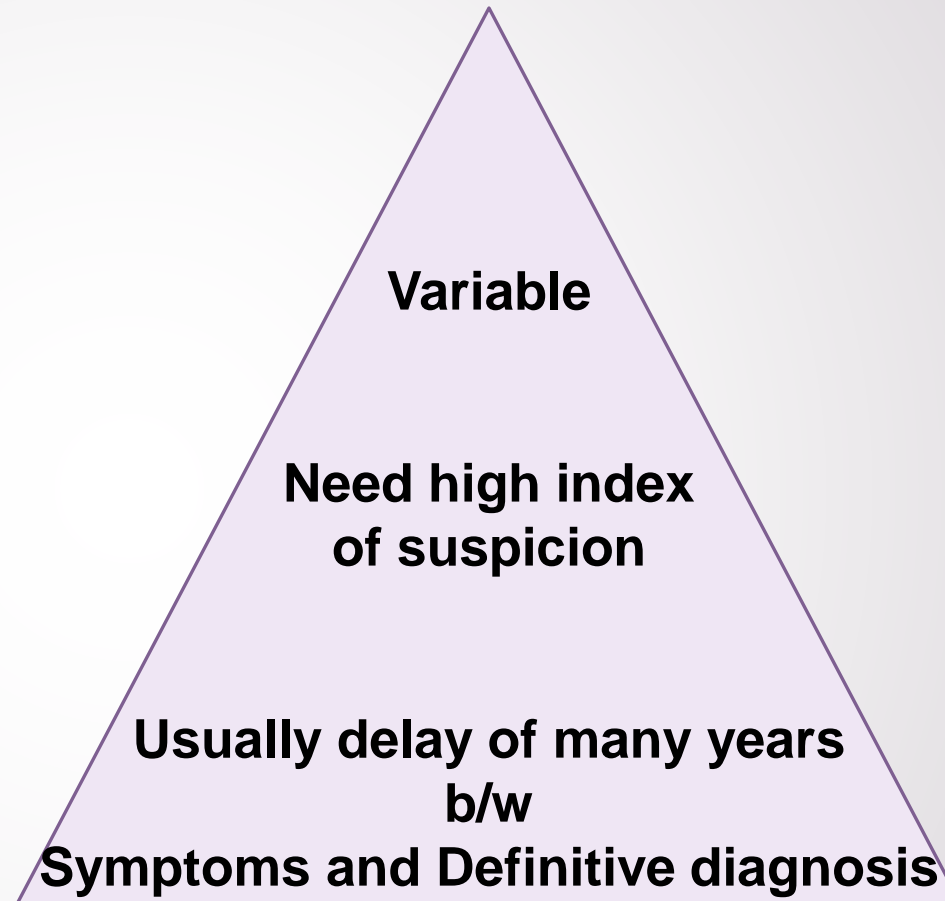 Variable
Need high index
of suspicion
Usually delay of many years
b/w
Symptoms and Definitive diagnosis